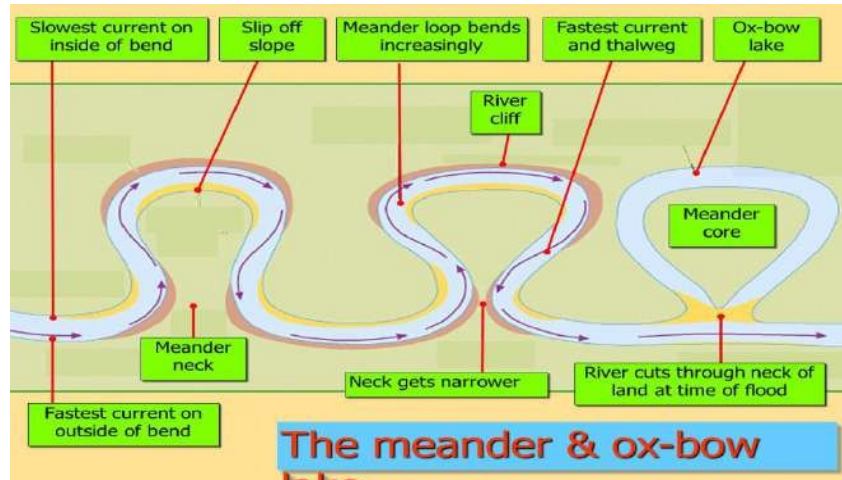 Slowest current on
inside of bend
Slip off
slope
Meander loop bends
increasingly
Fastest current
and thalweg
Ox-bow
lake
River
cliff
Meander
core
Meander
neck
Neck gets narrower
River cuts through neck of
land at time of flood
Fastest current on
outside of bend
The meander & ox-bow